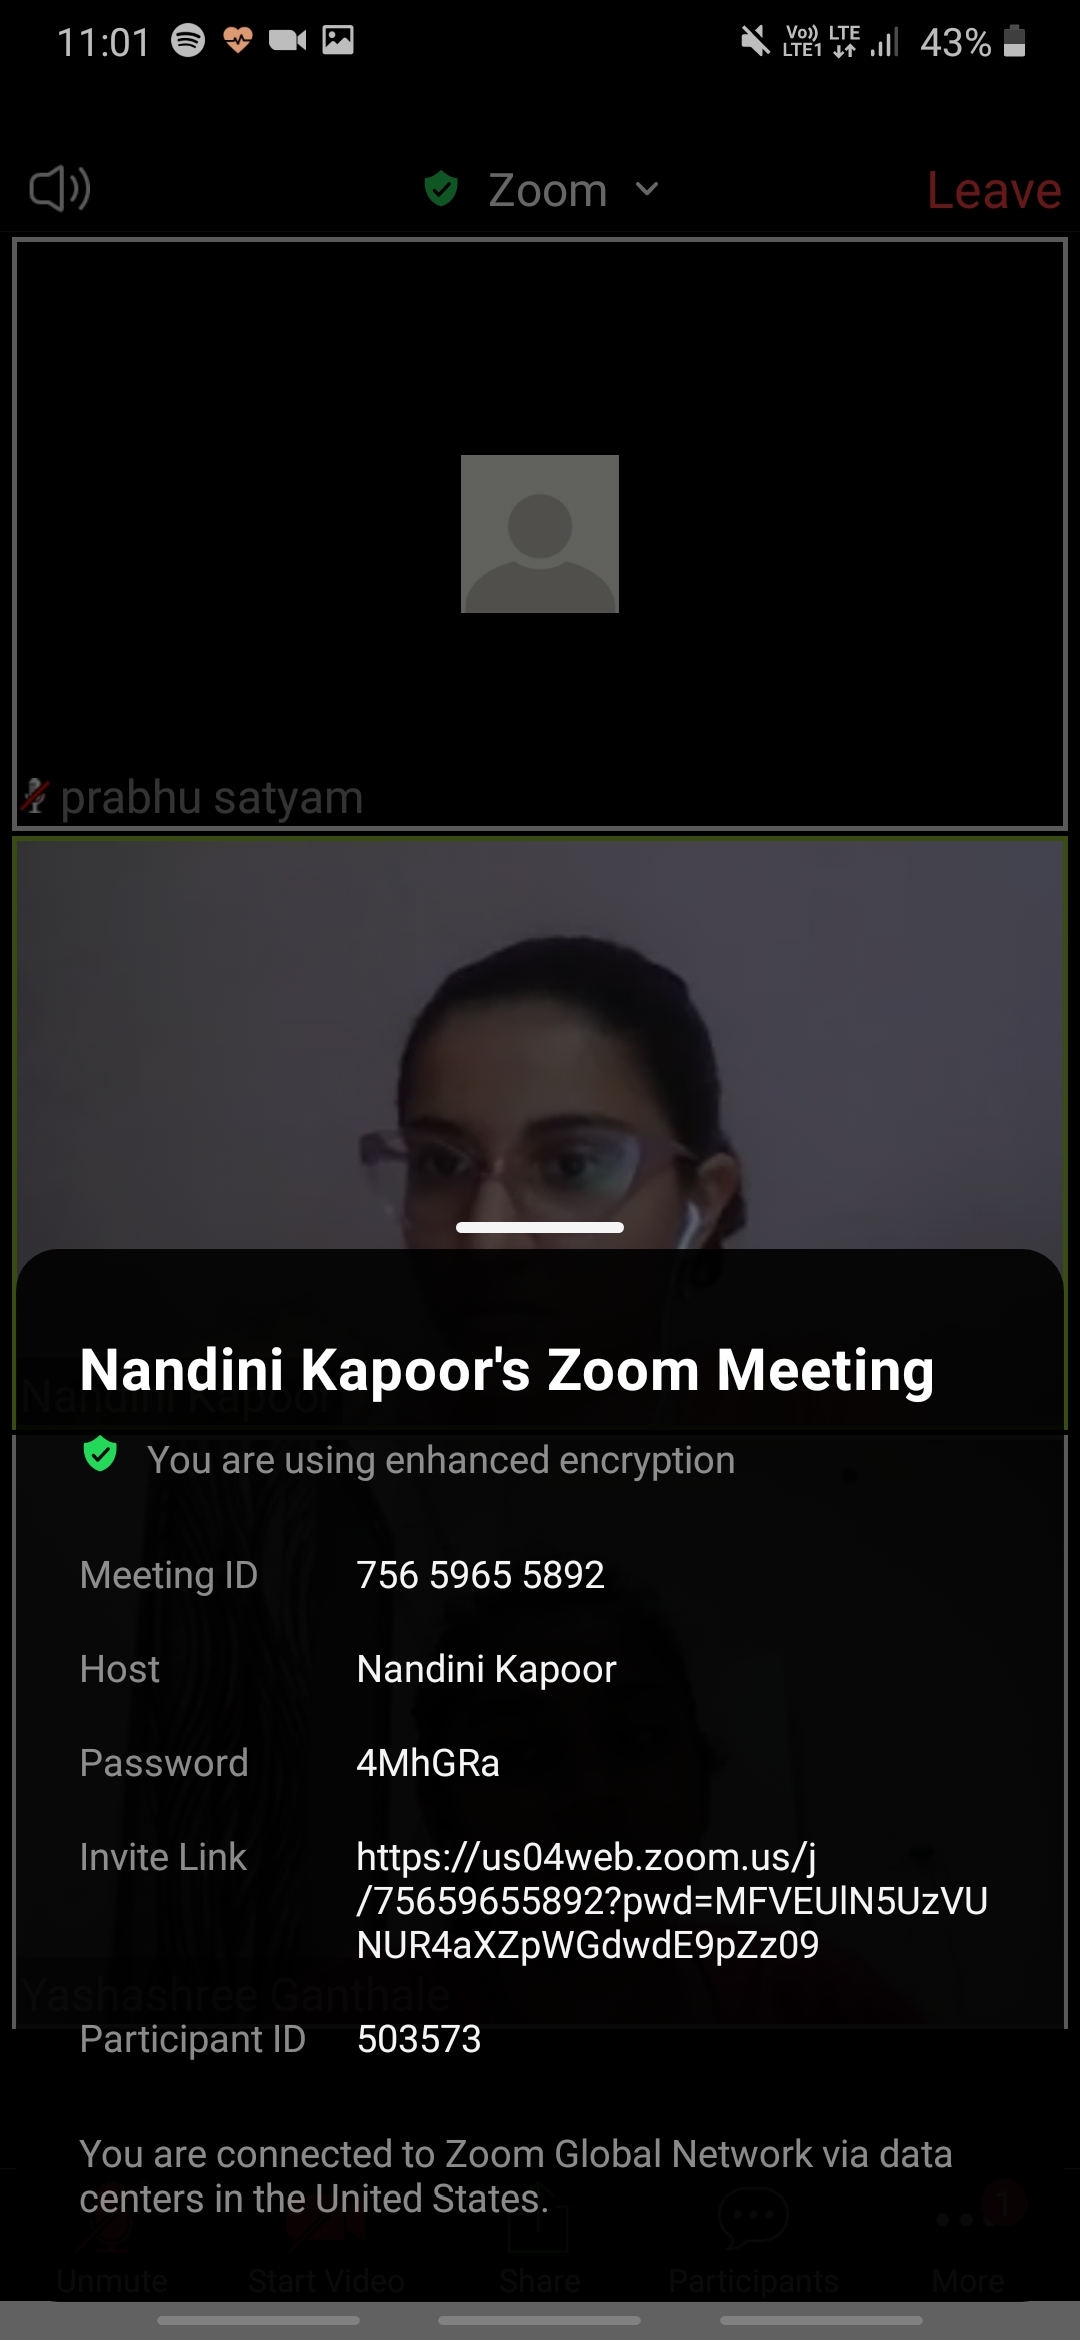 11:01
Vo)) LTE
LTE1
43%
Zoom
Leave
prabhu satyam
Nandini Kapoor's Zoom Meeting
Nandini Kapoor
You are using enhanced encryption
Meeting ID 756 5965 5892
Host Nandini Kapoor
Password 4MhGRa
Invite Link https://us04web.zoom.us/j
/75659655892?pwd=MFVEUlN5UzVU
NUR4aXZpWGdwdE9pZz09
Yashashree Ganthale
Participant ID 503573
You are connected to Zoom Global Network via data
centers in the United States.
1
Unmute Start Video Share Participants More